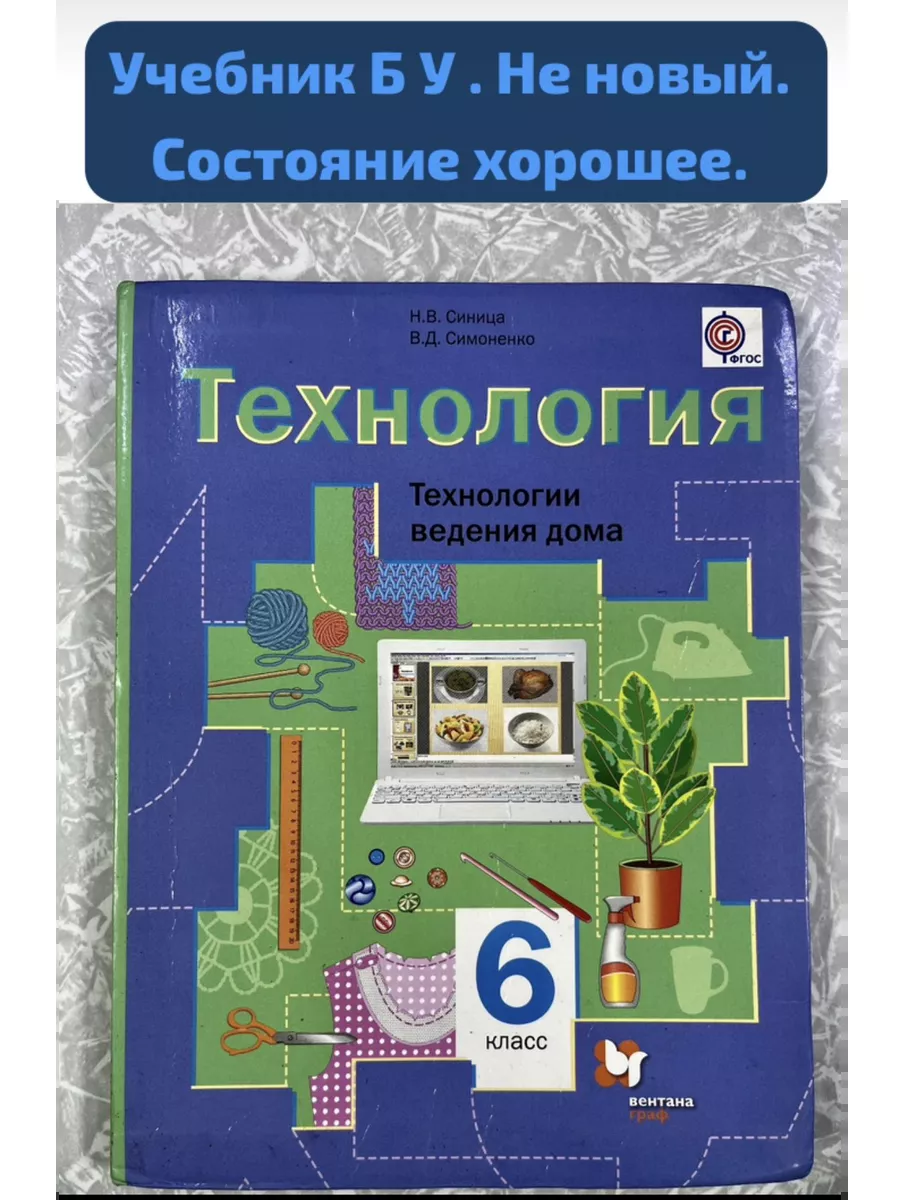 Учебник Б У . Не новый.
Состояние хорошее.
Н.В. Синица
В.Д. Симоненко
ФГОС
Технология
Технологии
ведения дома
6
класс
вентана
граф